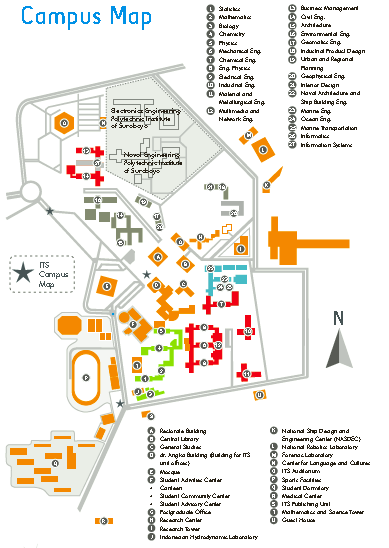 Campus Map
1 Statistics
2 Mathematics
3 Biology
4 Chemistry
5 Physics
6 Mechanical Eng.
7 Chemical Eng.
8 Eng. Physics
9 Electrical Eng.
10 Industrial Eng.
11 Material and
Metallurgical Eng.
12 Multimedia and
Network Eng.
13 Business Management
14 Civil Eng.
15 Architecture
16 Environmental Eng.
17 Geomatics Eng.
18 Industrial Product Design
19 Urban and Regional
Planning
20 Geophysical Eng.
21 Interior Design
22 Naval Architecture and
Ship Building Eng.
23 Marine Eng.
24 Ocean Eng.
25 Marine Transportation
26 Informatics
27 Information Systems
Electronic Engineering
Polytechnic Institute
of Surabaya
Naval Engineering
Polytechnic Institute
of Surabaya
ITS
Campus
Map
N
A Rectorate Building
B Central Library
C General Studies
D dr. Angka Building (Building for ITS
unit offices)
E Mosque
F Student Activities Center
• Canteen
• Student Community Center
• Student Advisory Center
G Postgraduate Office
H Research Center
I Research Tower
J Indonesian Hydrodynamics Laboratory
K National Ship Design and
Engineering Center (NASDEC)
L National Robotics Laboratory
M Forensic Laboratory
N Center for Language and Cultures
O ITS Auditorium
P Sports Facilities
Q Student Dormitory
R Medical Center
S ITS Publishing Unit
T Mathematics and Science Tower
U Guest House